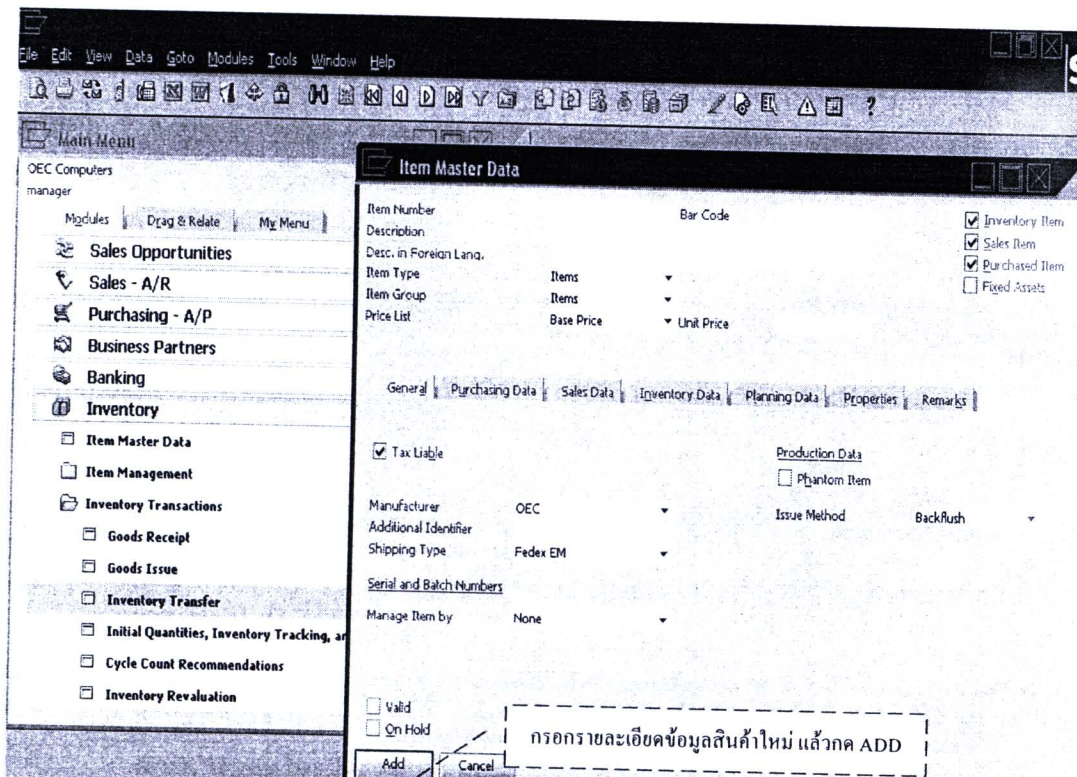 File Edit View Data Goto Modules Tools Window Help
Main Menu
OEC Computers
manager
Modules Drag & Relate My Menu
Sales Opportunities
Sales - A/R
Purchasing - A/P
Business Partners
Banking
Inventory
Item Master Data
Item Management
Inventory Transactions
Goods Receipt
Goods Issue
Inventory Transfer
Initial Quantities, Inventory Tracking, an
Cycle Count Recommendations
Inventory Revaluation
Item Master Data
Item Number Bar Code
Description
Desc. in Foreign Lang.
Item Type Items
Item Group Items
Price List Base Price Unit Price
Inventory Item
Sales Item
Purchased Item
Fixed Assets
General Purchasing Data Sales Data Inventory Data Planning Data Properties Remarks
Tax Liable
Production Data
Phantom Item
Manufacturer OEC
Issue Method Backflush
Additional Identifier
Shipping Type Fedex EM
Serial and Batch Numbers
Manage Item by None
Valid
On Hold
กรอกรายละเอียดข้อมูลสินค้าใหม่ แล้วกด ADD
Add Cancel